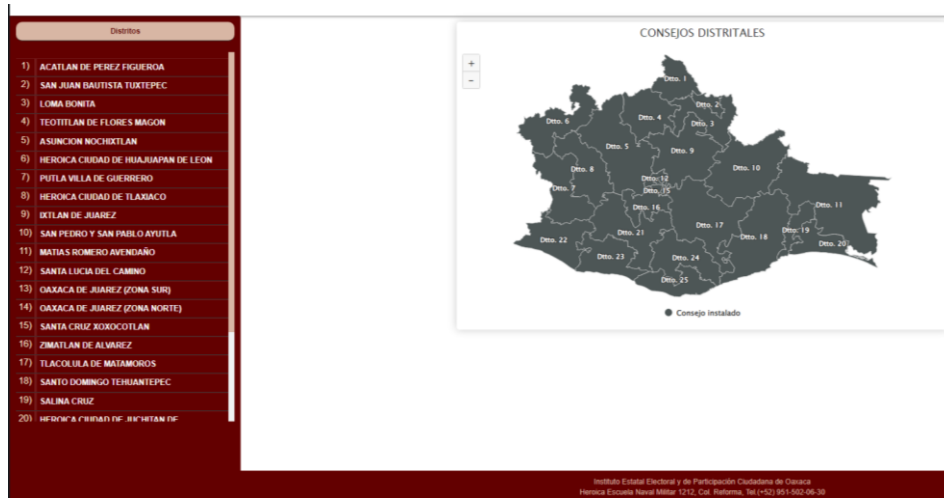 Distritos
1) ACATLAN DE PEREZ FIGUEROA
2) SAN JUAN BAUTISTA TUXTEPEC
3) LOMA BONITA
4) TEOTITLAN DE FLORES MAGON
5) ASUNCION NOCHIXTLAN
6) HEROICA CIUDAD DE HUAJUAPAN DE LEON
7) PUTLA VILLA DE GUERRERO
8) HEROICA CIUDAD DE TLAXIACO
9) IXTLAN DE JUAREZ
10) SAN PEDRO Y SAN PABLO AYUTLA
11) MATIAS ROMERO AVENDAÑO
12) SANTA LUCIA DEL CAMINO
13) OAXACA DE JUAREZ (ZONA SUR)
14) OAXACA DE JUAREZ (ZONA NORTE)
15) SANTA CRUZ XOXOCOTLAN
16) ZIMATLAN DE ALVAREZ
17) TLACOLULA DE MATAMOROS
18) SANTO DOMINGO TEHUANTEPEC
19) SALINA CRUZ
20) HEROICA CIUDAD DE JUCHITAN DE
CONSEJOS DISTRITALES
+
−
Dtto. 1
Dtto. 2
Dtto. 6
Dtto. 4
Dtto. 3
Dtto. 5
Dtto. 9
Dtto. 8
Dtto. 10
Dtto. 12
Dtto. 7
Dtto. 15
Dtto. 16
Dtto. 11
Dtto. 17
Dtto. 21
Dtto. 19
Dtto. 18
Dtto. 22
Dtto. 20
Dtto. 23
Dtto. 24
Dtto. 25
Consejo instalado
Instituto Estatal Electoral y de Participación Ciudadana de Oaxaca
Heroica Escuela Naval Militar 1212, Col. Reforma, Tel.(+52) 951-502-06-30